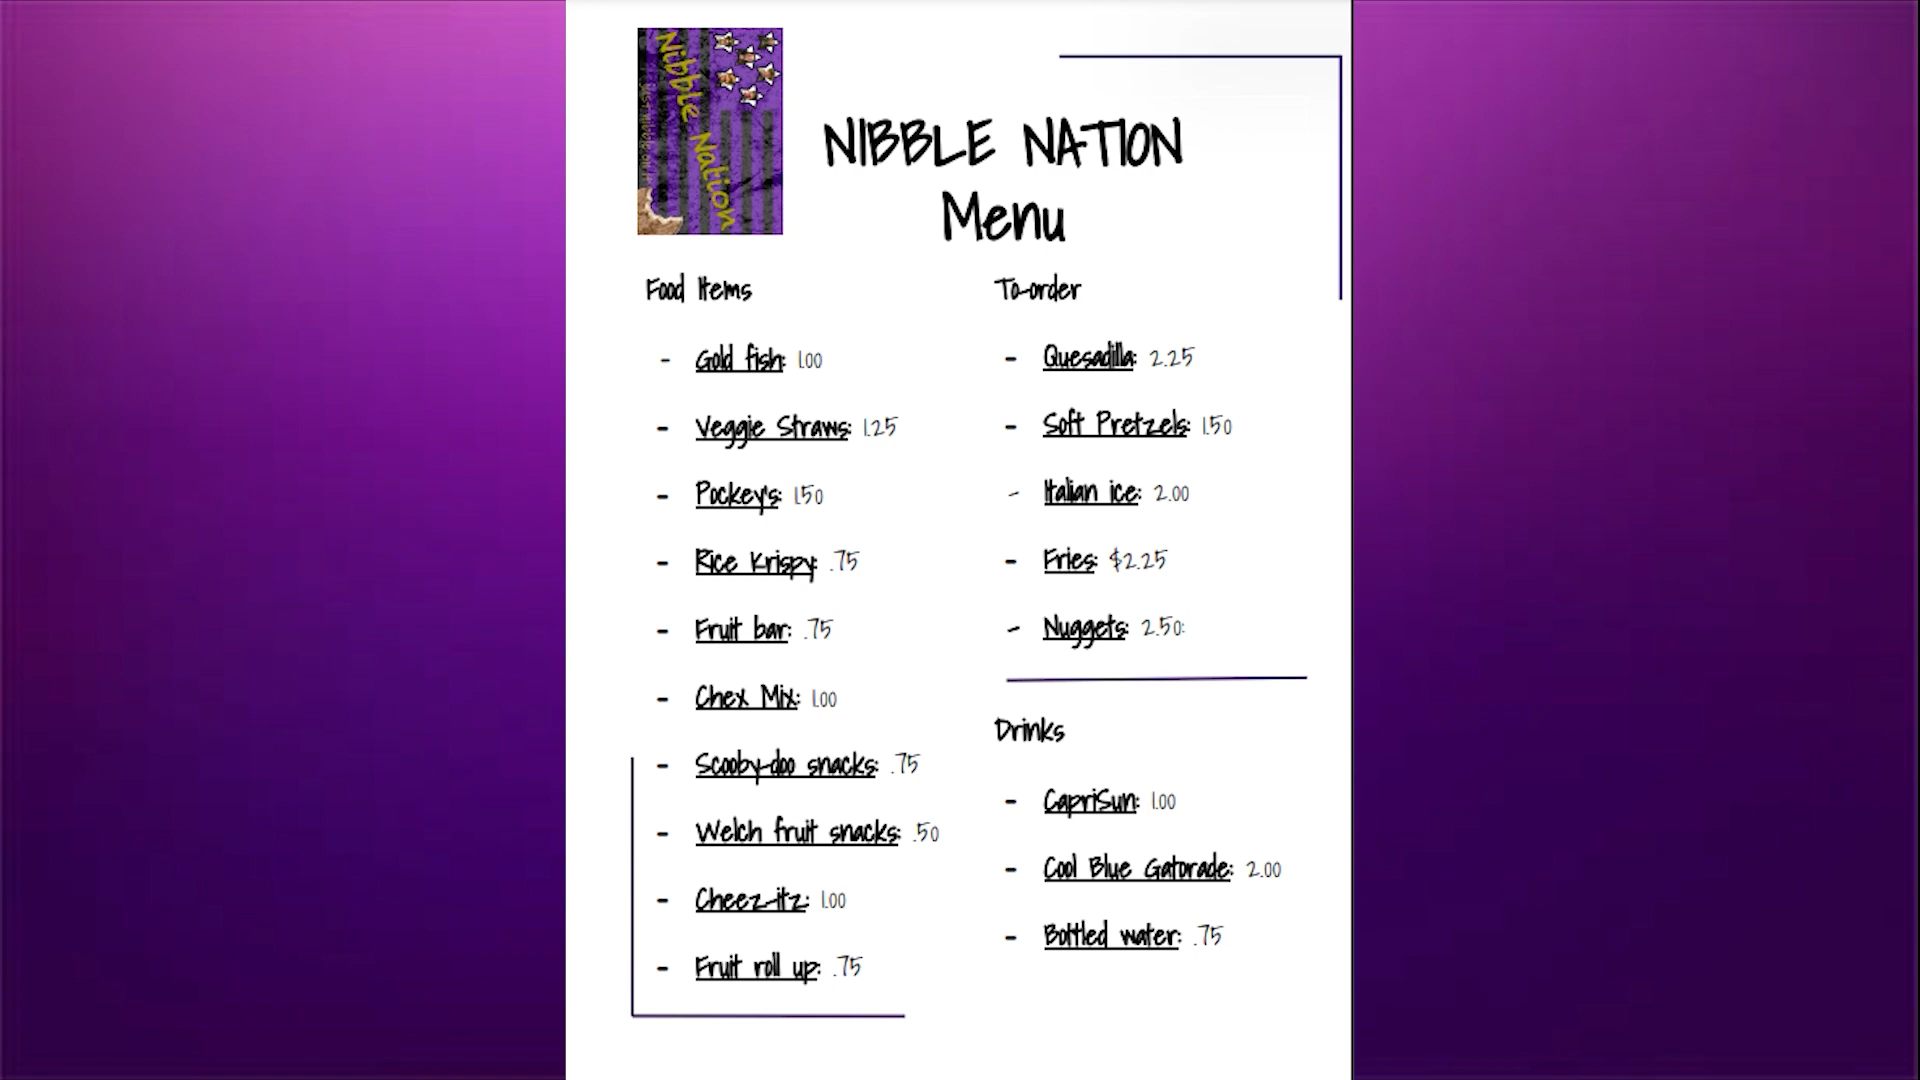 Nibble Nation
NIBBLE NATION
Menu
Food Items
- Gold fish: 1.00
- Veggie Straws: 1.25
- Pockey's: 1.50
- Rice Krispy: .75
- Fruit bar: .75
- Chex Mix: 1.00
- Scooby-doo snacks: .75
- Welch fruit snacks: .50
- Cheez-itz: 1.00
- Fruit roll up: .75
To-order
- Quesadilla: 2.25
- Soft Pretzels: 1.50
- Italian ice: 2.00
- Fries: $2.25
- Nuggets: 2.50:
Drinks
- CapriSun: 1.00
- Cool Blue Gatorade: 2.00
- Bottled water: .75